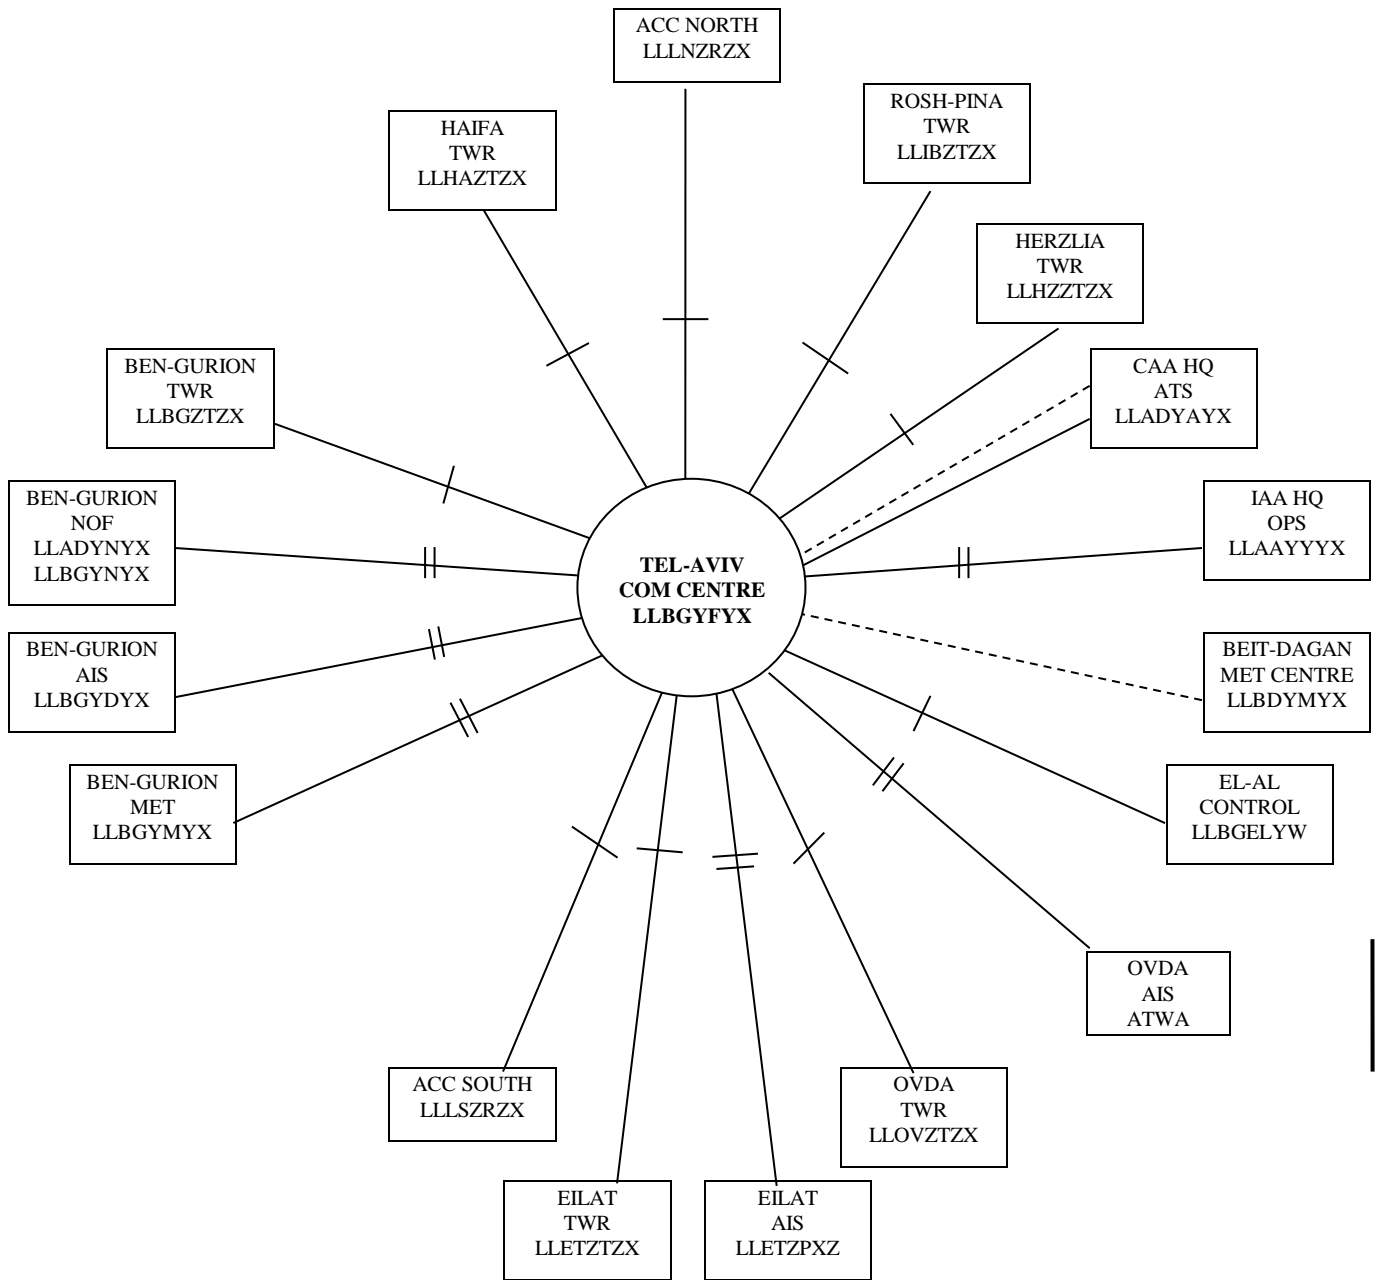 ACC NORTH
LLLNZRZX
ROSH-PINA
TWR
LLIBZTZX
HAIFA
TWR
LLHAZTZX
HERZLIA
TWR
LLHZZTZX
BEN-GURION
TWR
LLBGZTZX
CAA HQ
ATS
LLADYAYX
BEN-GURION
NOF
LLADYNYX
LLBGYNYX
IAA HQ
OPS
LLAAYYYX
TEL-AVIV
COM CENTRE
LLBGYFYX
BEN-GURION
AIS
LLBGYDYX
BEIT-DAGAN
MET CENTRE
LLBDYMYX
BEN-GURION
MET
LLBGYMYX
EL-AL
CONTROL
LLBGELYW
OVDA
AIS
ATWA
ACC SOUTH
LLLSZRZX
OVDA
TWR
LLOVZTZX
EILAT
TWR
LLETZTZX
EILAT
AIS
LLETZPXZ